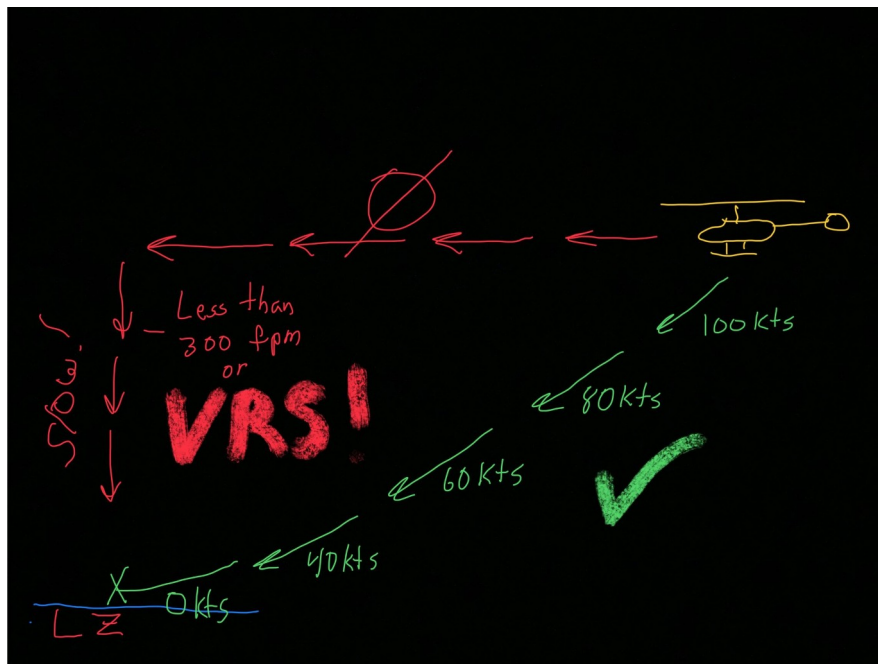 Less than
300 fpm
or
VRS!
Slow!
100kts
80kts
60kts
40kts
0kts
LZ